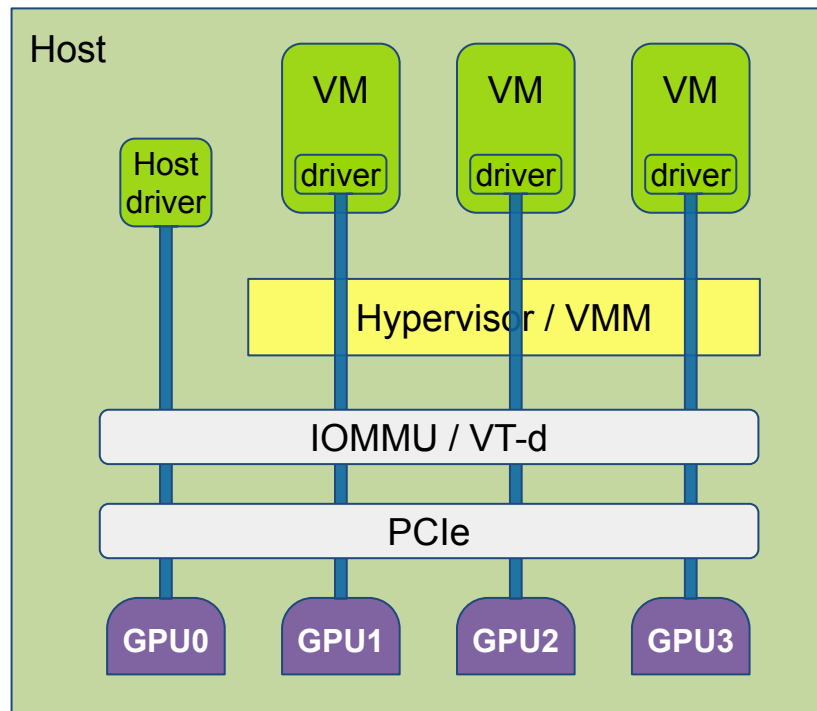 Host
VM
VM
VM
Host
driver
driver
driver
driver
Hypervisor / VMM
IOMMU / VT-d
PCIe
GPU0
GPU1
GPU2
GPU3